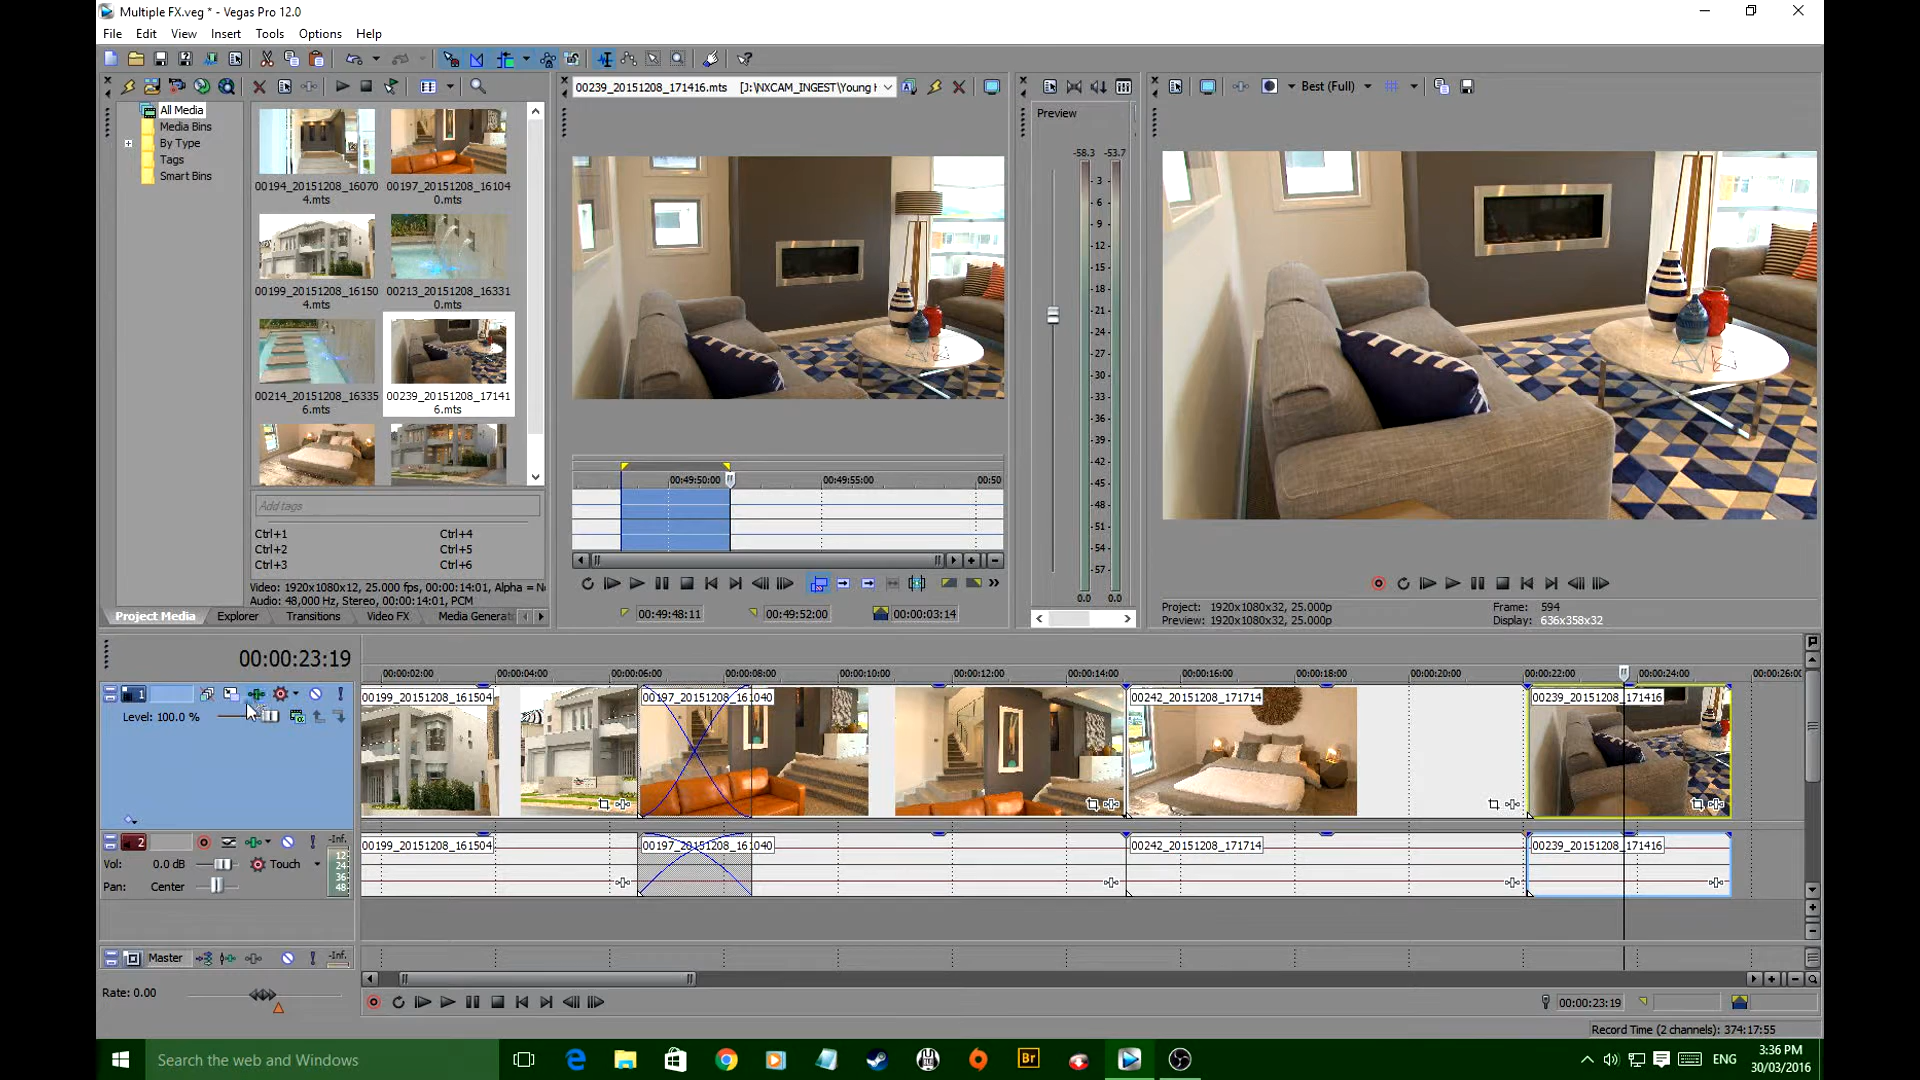 Multiple FX.veg * - Vegas Pro 12.0
File Edit View Insert Tools Options Help
All Media
Media Bins
By Type
Tags
Smart Bins
00194_20151208_16070
4.mts
00197_20151208_16104
0.mts
00199_20151208_16150
4.mts
00213_20151208_16331
0.mts
00214_20151208_16335
6.mts
00239_20151208_17141
6.mts
Add tags
Ctrl+1 Ctrl+4
Ctrl+2 Ctrl+5
Ctrl+3 Ctrl+6
Video: 1920x1080x12, 25.000 fps, 00:00:14:01, Alpha = No
Audio: 48,000 Hz, Stereo, 00:00:14:01, PCM
Project Media Explorer Transitions Video FX Media Generat
00239_20151208_171416.mts [J:\NXCAM_INGEST\Young H
00:49:50:00 00:49:55:00 00:50
00:49:48:11 00:49:52:00 00:00:03:14
Preview
-58.3 -53.7
3
6
9
12
15
18
21
24
27
30
33
36
39
42
45
48
51
54
57
0.0 0.0
Best (Full)
Project: 1920x1080x32, 25.000p
Preview: 1920x1080x32, 25.000p
Frame: 594
Display: 636x358x32
00:00:23:19
00:00:02:00 00:00:04:00 00:00:06:00 00:00:08:00 00:00:10:00 00:00:12:00 00:00:14:00 00:00:16:00 00:00:18:00 00:00:20:00 00:00:22:00 00:00:24:00 00:00:26:00
1
Level: 100.0 %
00199_20151208_161504 00197_20151208_161040 00242_20151208_171714 00239_20151208_171416
2
-Inf.
12
24
36
48
Vol: 0.0 dB Touch
Pan: Center
00199_20151208_161504 00197_20151208_161040 00242_20151208_171714 00239_20151208_171416
Master -Inf.
Rate: 0.00
00:00:23:19
Record Time (2 channels): 374:17:55
Search the web and Windows
Br
ENG
3:36 PM
30/03/2016